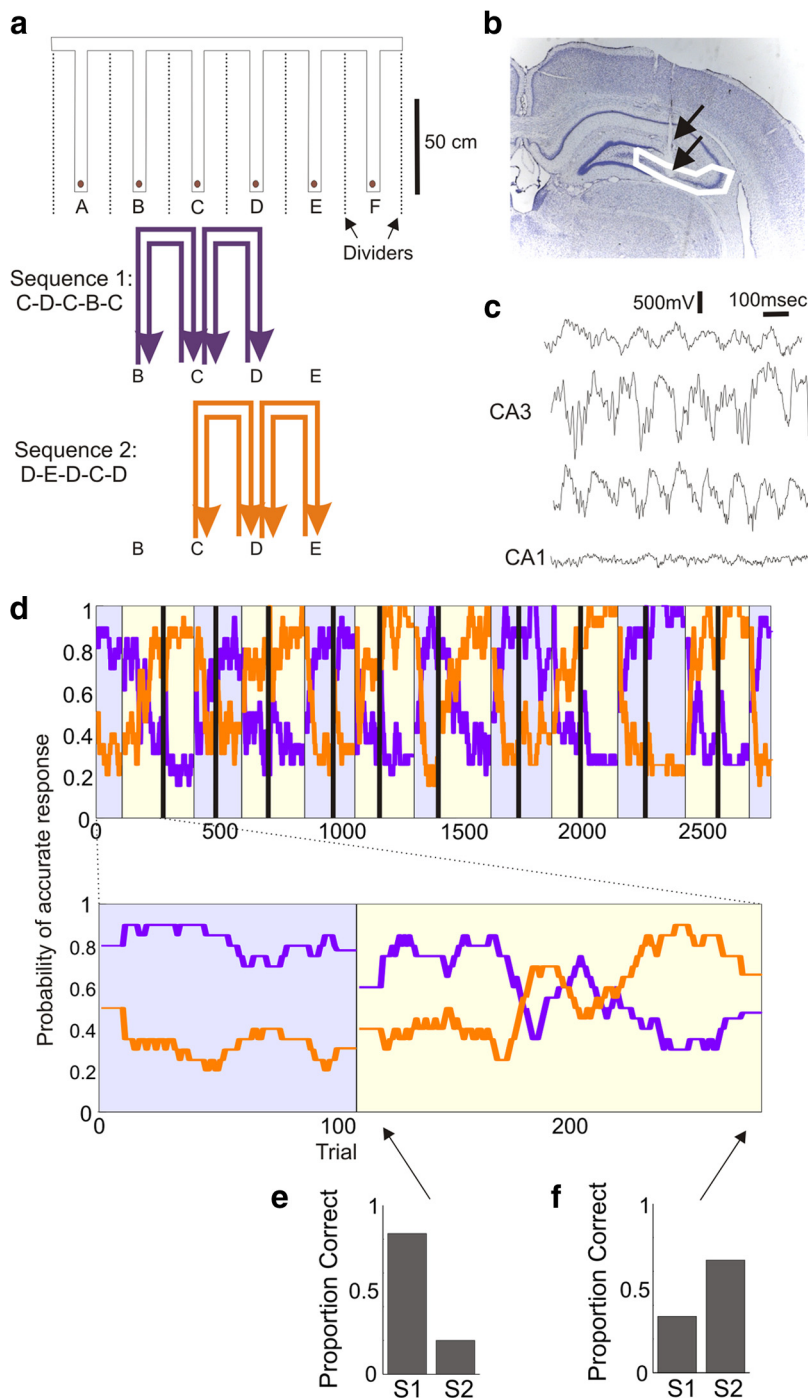 a
50 cm
A B C D E F
Dividers
Sequence 1:
C-D-C-B-C
B C D E
Sequence 2:
D-E-D-C-D
B C D E
b
c
500mV 100msec
CA3
CA1
d
Probability of accurate response
1
0.8
0.6
0.4
0.2
0
0 500 1000 1500 2000 2500
1
0.8
0.6
0.4
0.2
0
0 100 200
Trial
e
Proportion Correct
1
0.5
0
S1 S2
f
Proportion Correct
1
0.5
0
S1 S2